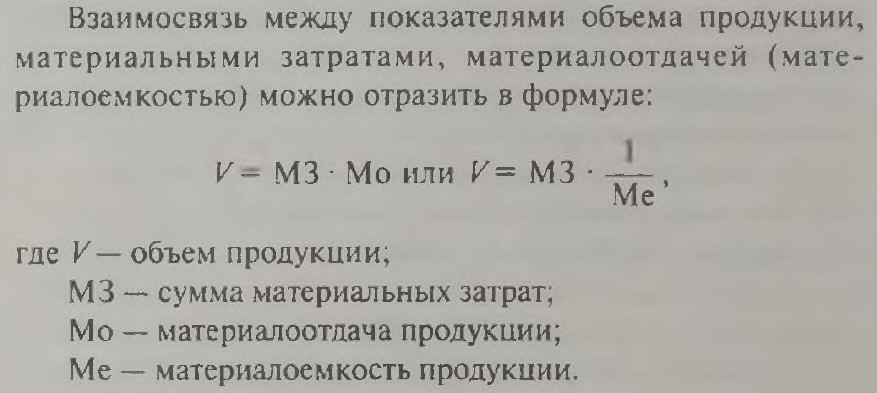 Взаимосвязь между показателями объема продукции,
материальными затратами, материалоотдачей (мате-
риалоемкостью) можно отразить в формуле:
V = МЗ · Мо или V = МЗ · 1/Ме,
где V — объем продукции;
МЗ — сумма материальных затрат;
Мо — материалоотдача продукции;
Ме — материалоемкость продукции.